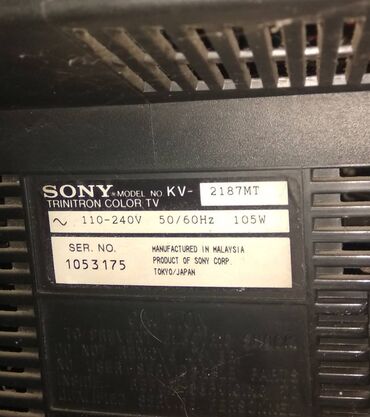 SONY® MODEL NO. KV- 2187MT
TRINITRON COLOR TV
~ 110-240V 50/60Hz 105W
SER. NO. MANUFACTURED IN MALAYSIA
1053175 PRODUCT OF SONY CORP.
TOKYO/JAPAN